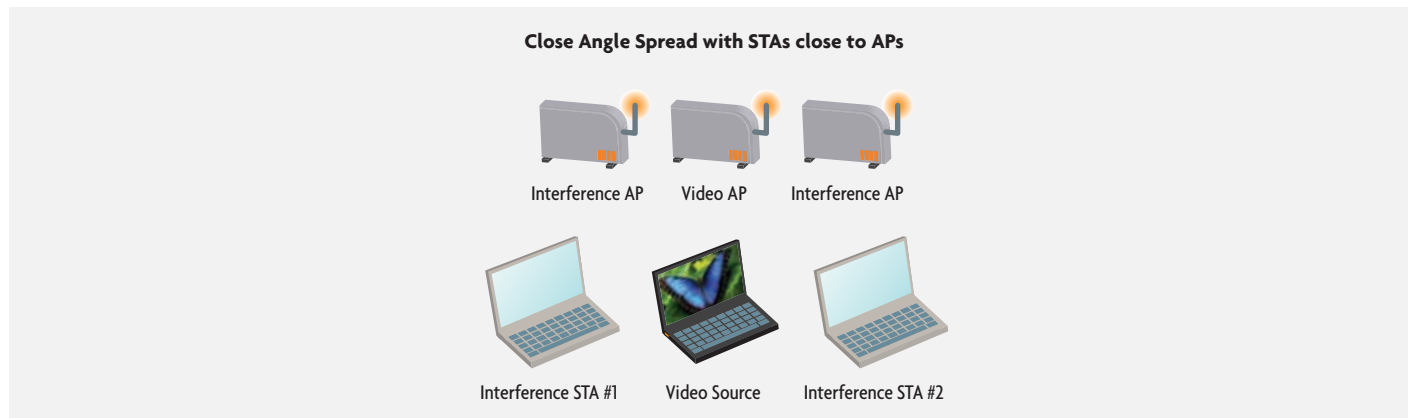 Close Angle Spread with STAs close to APs
Interference AP Video AP Interference AP
Interference STA #1 Video Source Interference STA #2